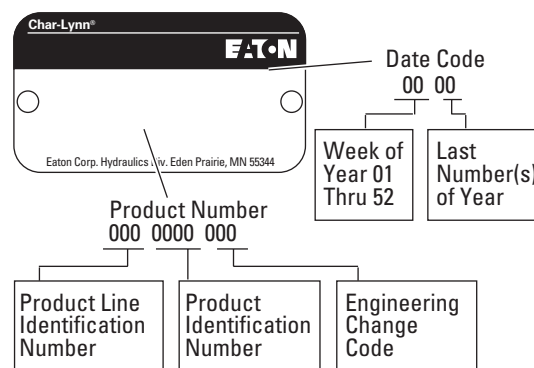 Char-Lynn®
EATON
Date Code
00 00
Week of
Year 01
Thru 52
Last
Number(s)
of Year
Eaton Corp. Hydraulics Div. Eden Prairie, MN 55344
Product Number
000 0000 000
Product Line
Identification
Number
Product
Identification
Number
Engineering
Change
Code